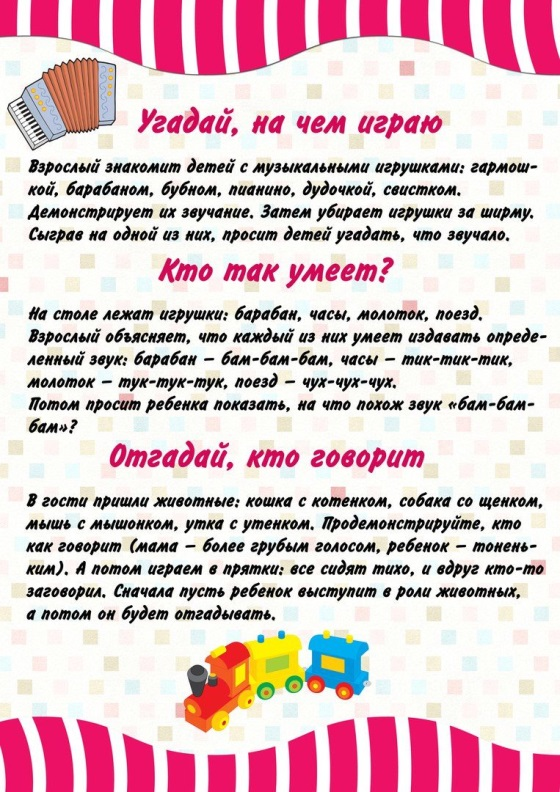 Угадай, на чем играю
Взрослый знакомит детей с музыкальными игрушками: гармош-
кой, барабаном, бубном, пианино, дудочкой, свистком.
Демонстрирует их звучание. Затем убирает игрушки за ширму.
Сыграв на одной из них, просит детей угадать, что звучало.
Кто так умеет?
На столе лежат игрушки: барабан, часы, молоток, поезд.
Взрослый объясняет, что каждый из них умеет издавать опреде-
ленный звук: барабан – бам-бам-бам, часы – тик-тик-тик,
молоток – тук-тук-тук, поезд – чух-чух-чух.
Потом просит ребенка показать, на что похож звук «бам-бам-
бам»?
Отгадай, кто говорит
В гости пришли животные: кошка с котенком, собака со щенком,
мышь с мышонком, утка с утенком. Продемонстрируйте, кто
как говорит (мама – более грубым голосом, ребенок – тонень-
ким). А потом играем в прятки: все сидят тихо, и вдруг кто-то
заговорил. Сначала пусть ребенок выступит в роли животных,
а потом он будет отгадывать.